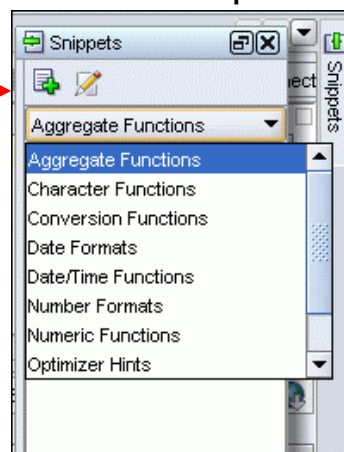 Snippets
ect
Snippets
Aggregate Functions
Aggregate Functions
Character Functions
Conversion Functions
Date Formats
Date/Time Functions
Number Formats
Numeric Functions
Optimizer Hints